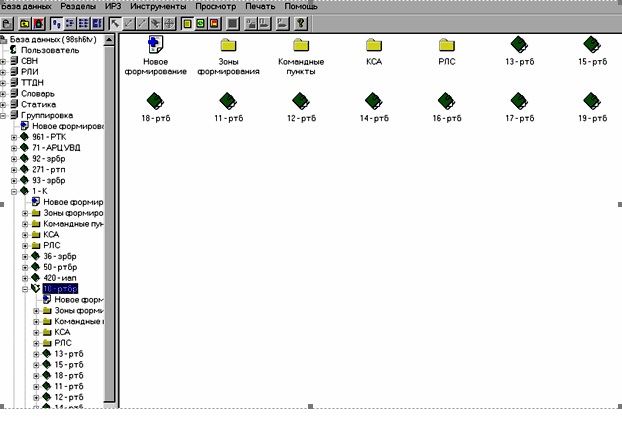 База данных Разделы ИРЗ Инструменты Просмотр Печать Помощь
База данных (98sh6tv)
Пользователь
СВН
РЛИ
ТТДН
Словарь
Статика
Группировка
Новое формирово
961 - РТК
71 - АРЦУВД
92 - зрбр
271 - ртп
93 - зрбр
1 - К
Новое формир
Зоны формиро
Командные пун
КСА
РЛС
36 - зрбр
50 - ртбр
420 - иап
10 - ртбр
Новое форм
Зоны форми
Командные
КСА
РЛС
13 - ртб
15 - ртб
18 - ртб
11 - ртб
12 - ртб
14 - ртб
Новое формирование
Зоны формирования
Командные пункты
КСА
РЛС
13 - ртб
15 - ртб
18 - ртб
11 - ртб
12 - ртб
14 - ртб
16 - ртб
17 - ртб
19 - ртб